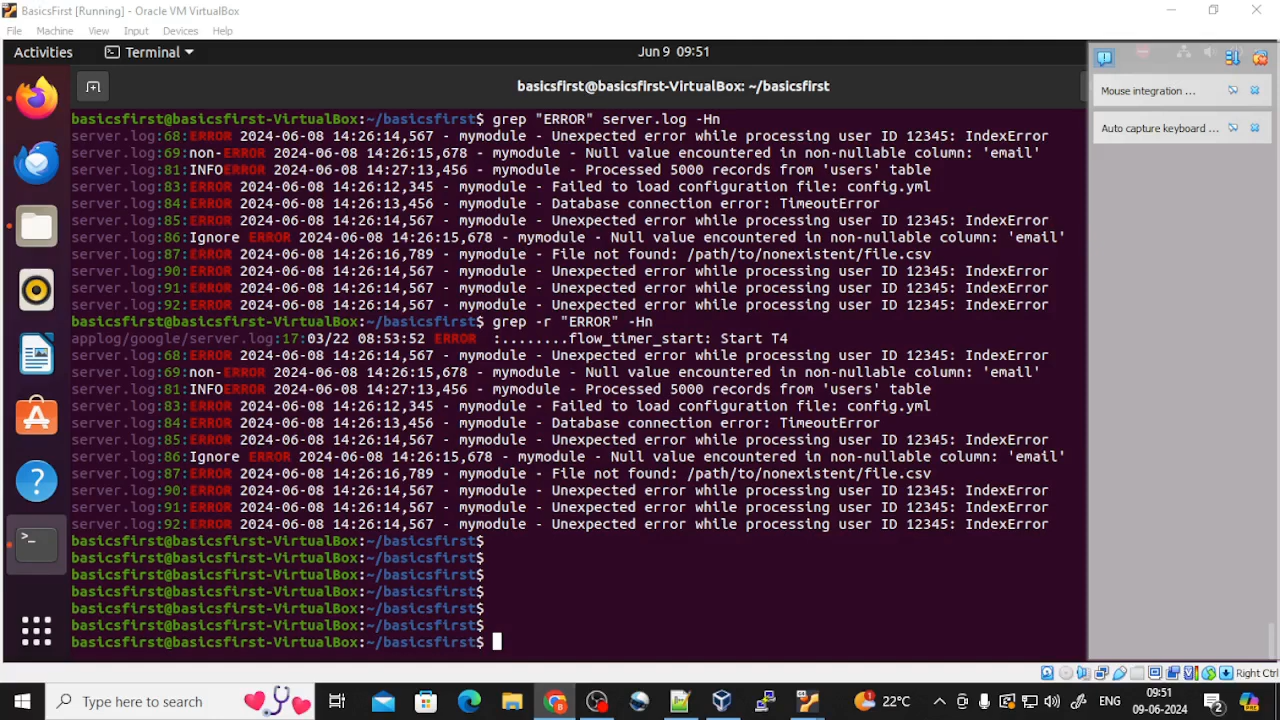 BasicsFirst [Running] - Oracle VM VirtualBox
File Machine View Input Devices Help
Activities Terminal Jun 9 09:51
basicsfirst@basicsfirst-VirtualBox: ~/basicsfirst
Mouse integration ...
Auto capture keyboard ...
basicsfirst@basicsfirst-VirtualBox:~/basicsfirst$ grep "ERROR" server.log -Hn
server.log:68:ERROR 2024-06-08 14:26:14,567 - mymodule - Unexpected error while processing user ID 12345: IndexError
server.log:69:non-ERROR 2024-06-08 14:26:15,678 - mymodule - Null value encountered in non-nullable column: 'email'
server.log:81:INFOERROR 2024-06-08 14:27:13,456 - mymodule - Processed 5000 records from 'users' table
server.log:83:ERROR 2024-06-08 14:26:12,345 - mymodule - Failed to load configuration file: config.yml
server.log:84:ERROR 2024-06-08 14:26:13,456 - mymodule - Database connection error: TimeoutError
server.log:85:ERROR 2024-06-08 14:26:14,567 - mymodule - Unexpected error while processing user ID 12345: IndexError
server.log:86:Ignore ERROR 2024-06-08 14:26:15,678 - mymodule - Null value encountered in non-nullable column: 'email'
server.log:87:ERROR 2024-06-08 14:26:16,789 - mymodule - File not found: /path/to/nonexistent/file.csv
server.log:90:ERROR 2024-06-08 14:26:14,567 - mymodule - Unexpected error while processing user ID 12345: IndexError
server.log:91:ERROR 2024-06-08 14:26:14,567 - mymodule - Unexpected error while processing user ID 12345: IndexError
server.log:92:ERROR 2024-06-08 14:26:14,567 - mymodule - Unexpected error while processing user ID 12345: IndexError
basicsfirst@basicsfirst-VirtualBox:~/basicsfirst$ grep -r "ERROR" -Hn
applog/google/server.log:17:03/22 08:53:52 ERROR :........flow_timer_start: Start T4
server.log:68:ERROR 2024-06-08 14:26:14,567 - mymodule - Unexpected error while processing user ID 12345: IndexError
server.log:69:non-ERROR 2024-06-08 14:26:15,678 - mymodule - Null value encountered in non-nullable column: 'email'
server.log:81:INFOERROR 2024-06-08 14:27:13,456 - mymodule - Processed 5000 records from 'users' table
server.log:83:ERROR 2024-06-08 14:26:12,345 - mymodule - Failed to load configuration file: config.yml
server.log:84:ERROR 2024-06-08 14:26:13,456 - mymodule - Database connection error: TimeoutError
server.log:85:ERROR 2024-06-08 14:26:14,567 - mymodule - Unexpected error while processing user ID 12345: IndexError
server.log:86:Ignore ERROR 2024-06-08 14:26:15,678 - mymodule - Null value encountered in non-nullable column: 'email'
server.log:87:ERROR 2024-06-08 14:26:16,789 - mymodule - File not found: /path/to/nonexistent/file.csv
server.log:90:ERROR 2024-06-08 14:26:14,567 - mymodule - Unexpected error while processing user ID 12345: IndexError
server.log:91:ERROR 2024-06-08 14:26:14,567 - mymodule - Unexpected error while processing user ID 12345: IndexError
server.log:92:ERROR 2024-06-08 14:26:14,567 - mymodule - Unexpected error while processing user ID 12345: IndexError
basicsfirst@basicsfirst-VirtualBox:~/basicsfirst$
basicsfirst@basicsfirst-VirtualBox:~/basicsfirst$
basicsfirst@basicsfirst-VirtualBox:~/basicsfirst$
basicsfirst@basicsfirst-VirtualBox:~/basicsfirst$
basicsfirst@basicsfirst-VirtualBox:~/basicsfirst$
basicsfirst@basicsfirst-VirtualBox:~/basicsfirst$
basicsfirst@basicsfirst-VirtualBox:~/basicsfirst$
Right Ctrl
Type here to search
22°C
ENG
09:51
09-06-2024
2